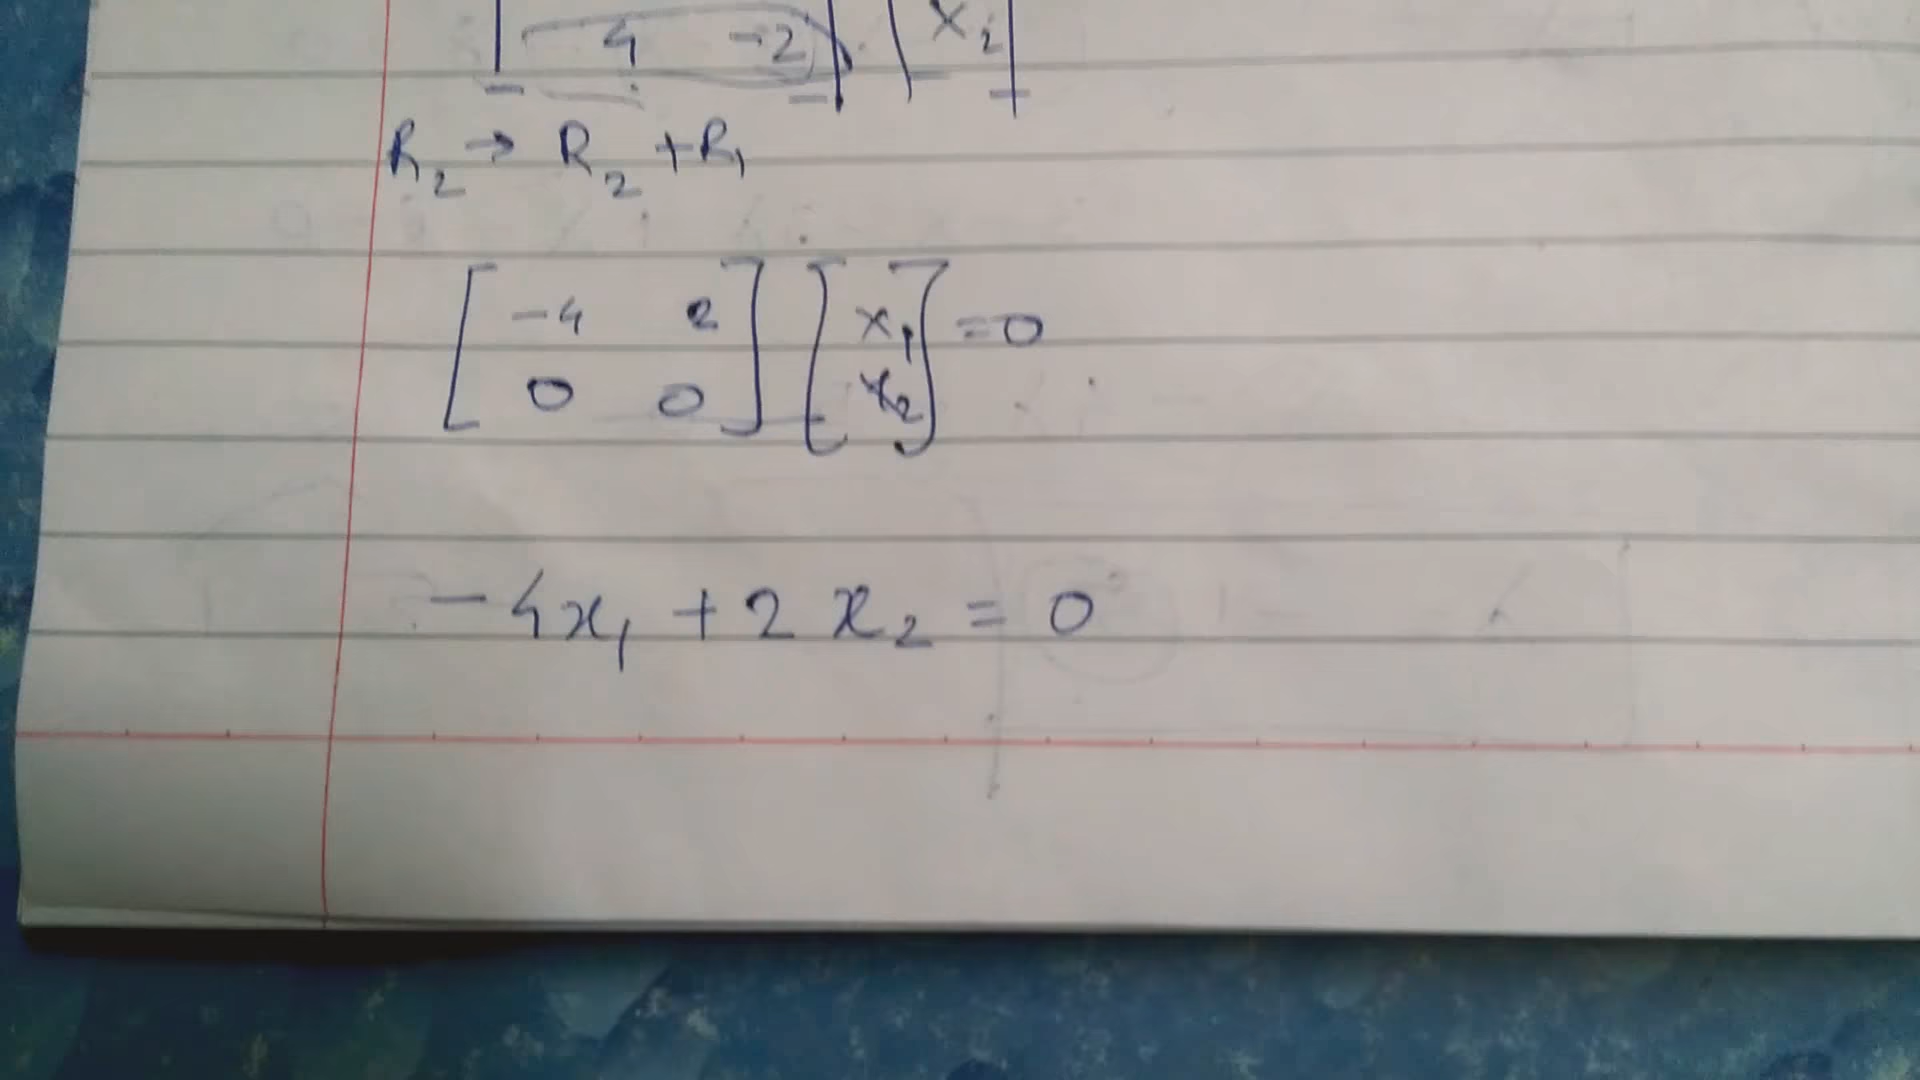 4 -2 x2
R2 → R2 + R1
[ -4 2 ] [ x1 ] = 0
[ 0 0 ] [ x2 ]
- 4x1 + 2x2 = 0